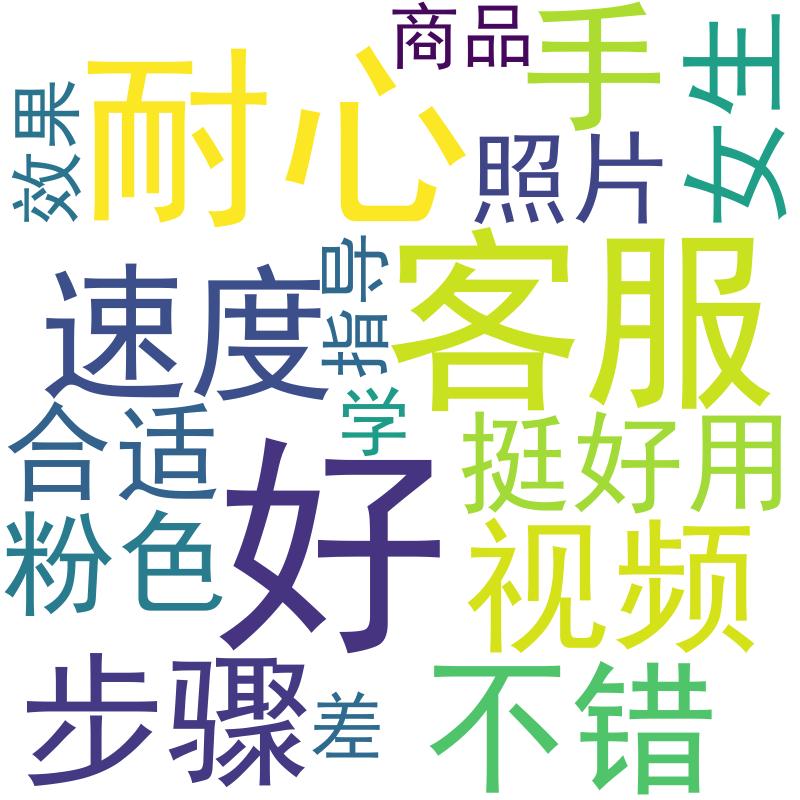 商品
手
女生
效果
耐心
照片
速度
指导
客服
合适
学
挺好用
好
粉色
视频
步骤
差
不错